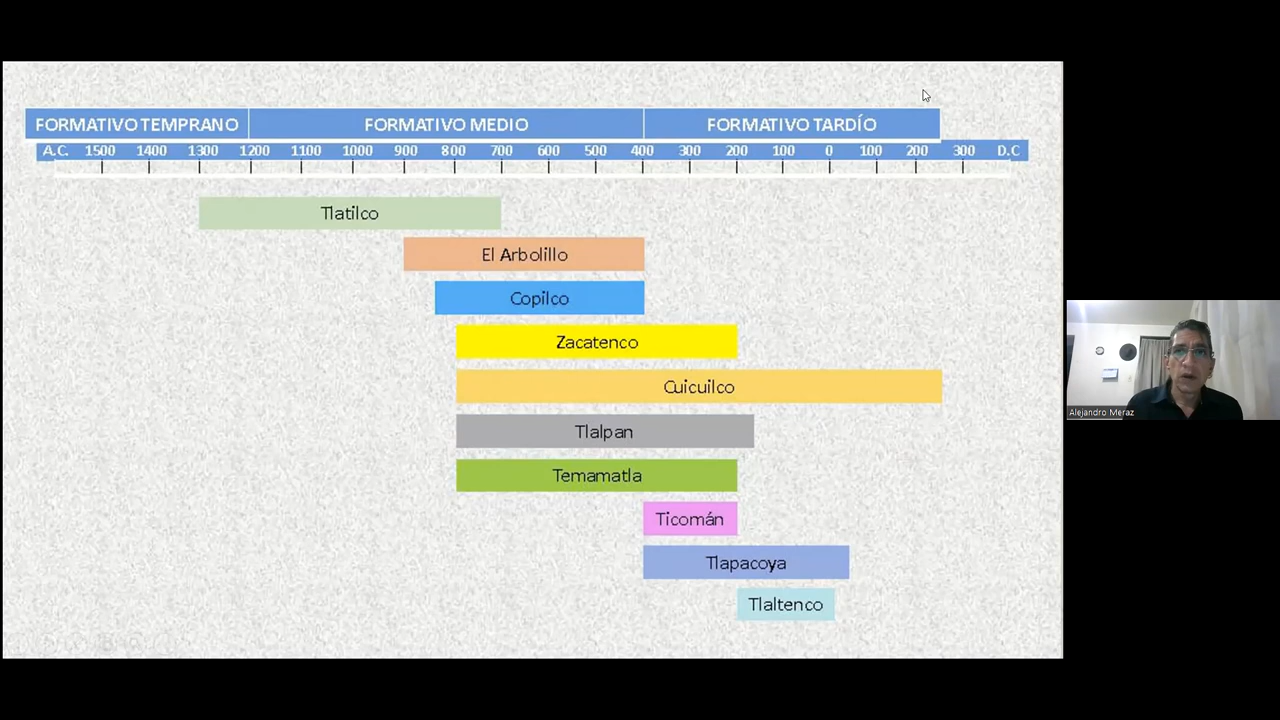 FORMATIVO TEMPRANO FORMATIVO MEDIO FORMATIVO TARDÍO
A.C. 1500 1400 1300 1200 1100 1000 900 800 700 600 500 400 300 200 100 0 100 200 300 D.C
Tlatilco
El Arbolillo
Copilco
Zacatenco
Cuicuilco
Tlalpan
Temamatla
Ticomán
Tlapacoya
Tlaltenco
Alejandro Meraz